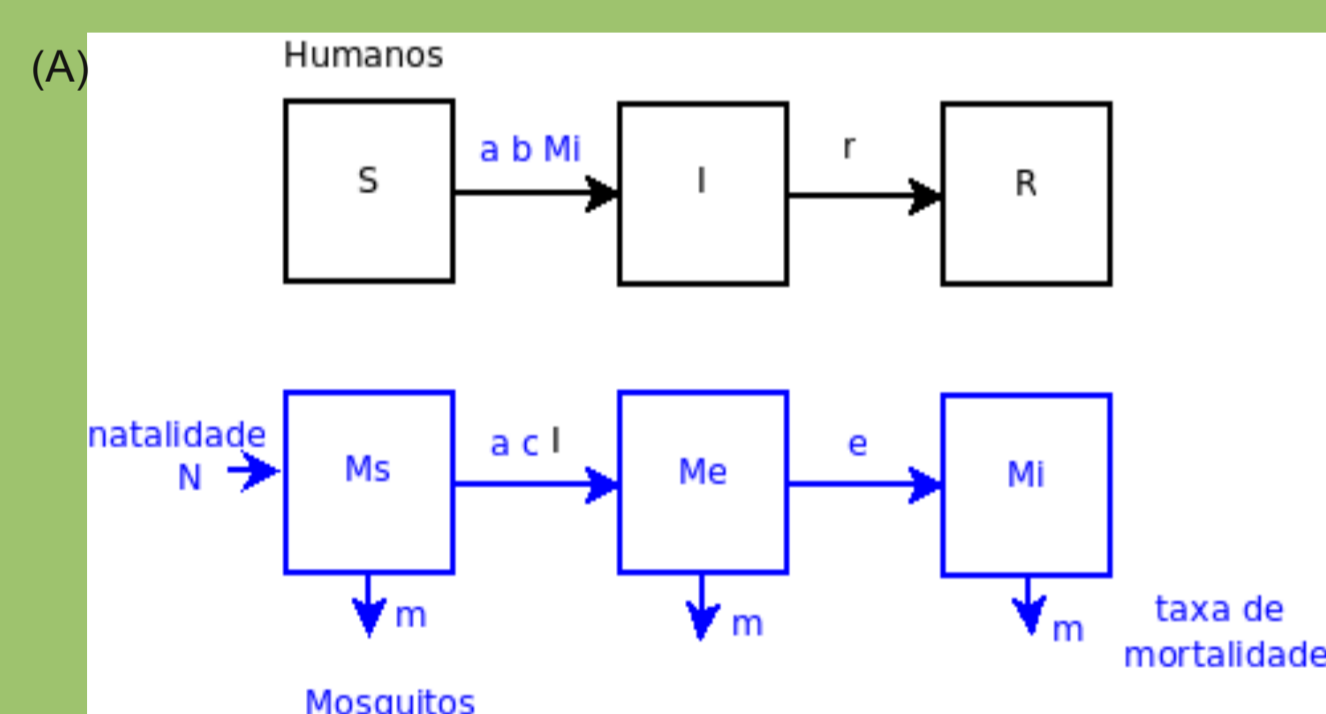 (A)
Humanos
S
a b Mi
I
r
R
natalidade
N
Ms
a c I
Me
e
Mi
m
m
m
taxa de
mortalidade
Mosquitos